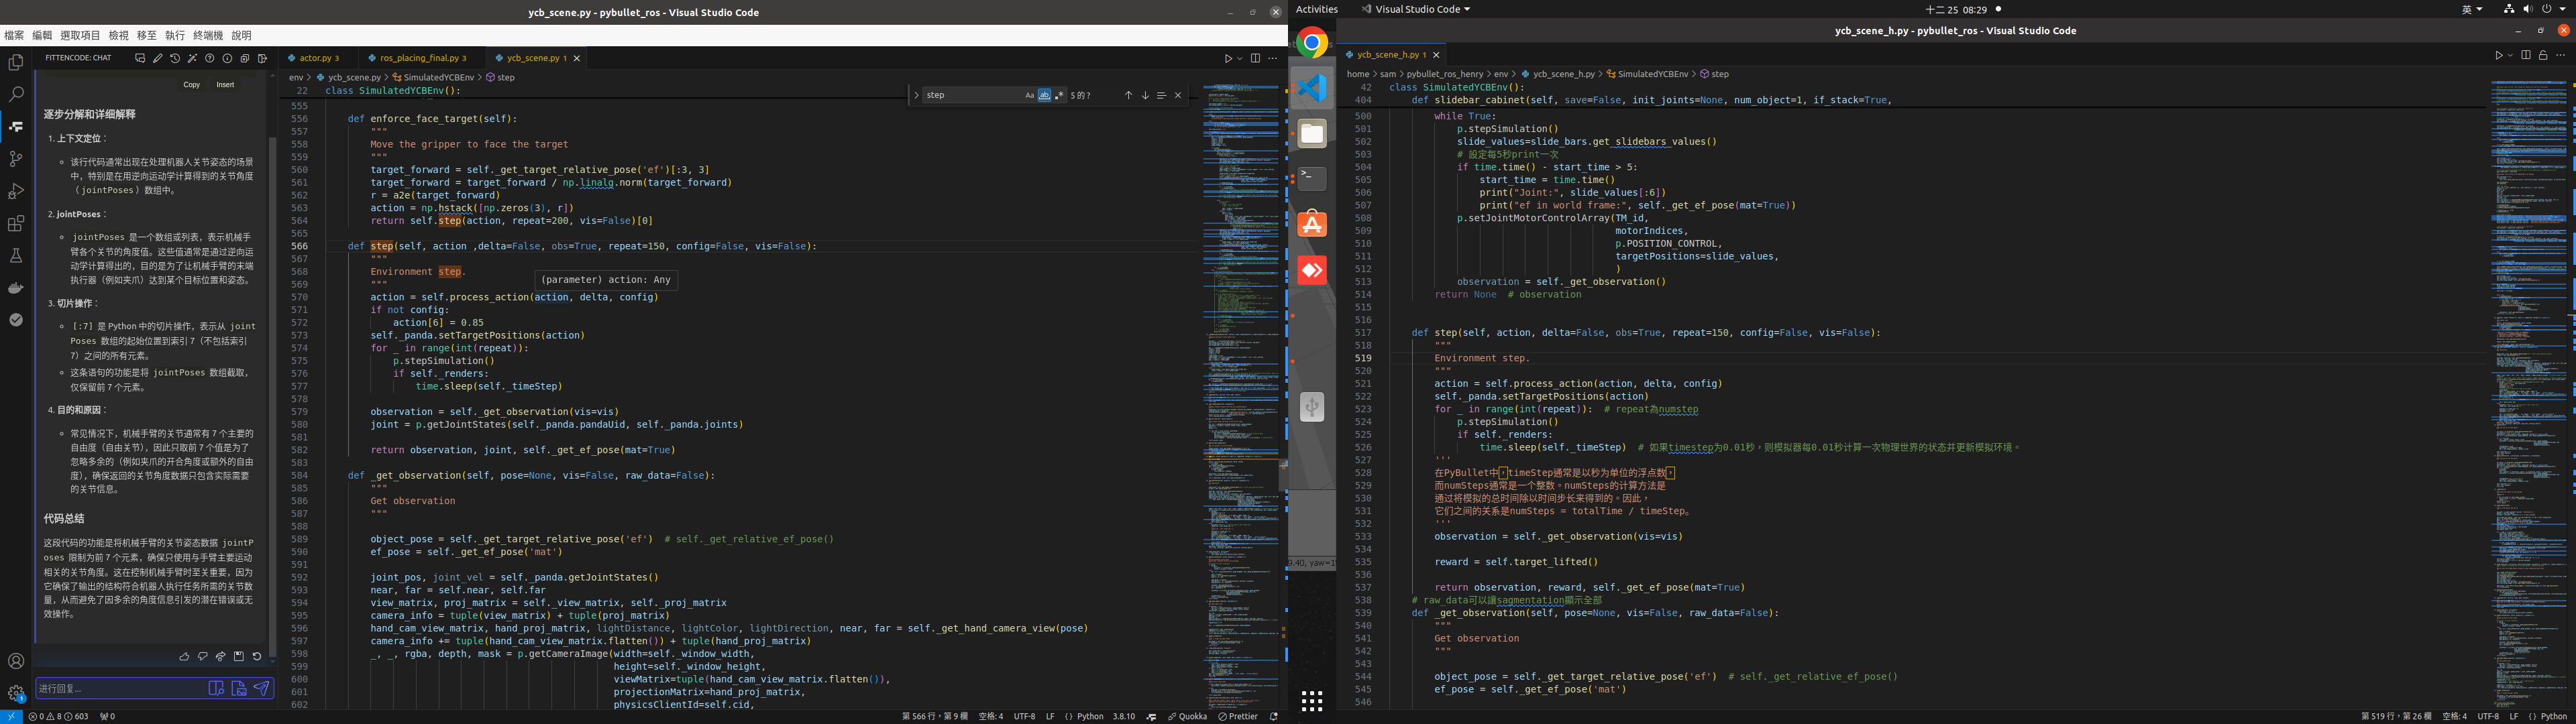 ycb_scene.py - pybullet_ros - Visual Studio Code
檔案 編輯 選取項目 檢視 移至 執行 終端機 說明
FITTENCODE: CHAT
Copy Insert
逐步分解和详细解释
1. 上下文定位：
该行代码通常出现在处理机器人关节姿态的场景
中，特别是在用逆向运动学计算得到的关节角度
（jointPoses）数组中。
2. jointPoses：
jointPoses 是一个数组或列表，表示机械手
臂各个关节的角度值。这些值通常是通过逆向运
动学计算得出的，目的是为了让机械手臂的末端
执行器（例如夹爪）达到某个目标位置和姿态。
3. 切片操作：
[:7] 是 Python 中的切片操作，表示从 joint
Poses 数组的起始位置到索引 7（不包括索引
7）之间的所有元素。
这条语句的功能是将 jointPoses 数组截取，
仅保留前 7 个元素。
4. 目的和原因：
常见情况下，机械手臂的关节通常有 7 个主要的
自由度（自由关节），因此只取前 7 个值是为了
忽略多余的（例如夹爪的开合角度或额外的自由
度），确保返回的关节角度数据只包含实际需要
的关节信息。
代码总结
这段代码的功能是将机械手臂的关节姿态数据 jointP
oses 限制为前 7 个元素，确保只使用与手臂主要运动
相关的关节角度。这在控制机械手臂时至关重要，因为
它确保了输出的结构符合机器人执行任务所需的关节数
量，从而避免了因多余的角度信息引发的潜在错误或无
效操作。
进行回复...
actor.py 3 ros_placing_final.py 3 ycb_scene.py 1
env > ycb_scene.py > SimulatedYCBEnv > step
step Aa ab 5 的 ?
22 class SimulatedYCBEnv():
555
556 def enforce_face_target(self):
557 """
558 Move the gripper to face the target
559 """
560 target_forward = self._get_target_relative_pose('ef')[:3, 3]
561 target_forward = target_forward / np.linalg.norm(target_forward)
562 r = a2e(target_forward)
563 action = np.hstack([np.zeros(3), r])
564 return self.step(action, repeat=200, vis=False)[0]
565
566 def step(self, action ,delta=False, obs=True, repeat=150, config=False, vis=False):
567 """
568 Environment step.
(parameter) action: Any
569 """
570 action = self.process_action(action, delta, config)
571 if not config:
572 action[6] = 0.85
573 self._panda.setTargetPositions(action)
574 for _ in range(int(repeat)):
575 p.stepSimulation()
576 if self._renders:
577 time.sleep(self._timeStep)
578
579 observation = self._get_observation(vis=vis)
580 joint = p.getJointStates(self._panda.pandaUid, self._panda.joints)
581
582 return observation, joint, self._get_ef_pose(mat=True)
583
584 def _get_observation(self, pose=None, vis=False, raw_data=False):
585 """
586 Get observation
587 """
588
589 object_pose = self._get_target_relative_pose('ef') # self._get_relative_ef_pose()
590 ef_pose = self._get_ef_pose('mat')
591
592 joint_pos, joint_vel = self._panda.getJointStates()
593 near, far = self.near, self.far
594 view_matrix, proj_matrix = self._view_matrix, self._proj_matrix
595 camera_info = tuple(view_matrix) + tuple(proj_matrix)
596 hand_cam_view_matrix, hand_proj_matrix, lightDistance, lightColor, lightDirection, near, far = self._get_hand_camera_view(pose)
597 camera_info += tuple(hand_cam_view_matrix.flatten()) + tuple(hand_proj_matrix)
598 _, _, rgba, depth, mask = p.getCameraImage(width=self._window_width,
599 height=self._window_height,
600 viewMatrix=tuple(hand_cam_view_matrix.flatten()),
601 projectionMatrix=hand_proj_matrix,
602 physicsClientId=self.cid,
0 8 603 0
第 566 行，第 9 欄 空格: 4 UTF-8 LF Python 3.8.10 Quokka Prettier
Activities Visual Studio Code 十二 25 08:29 英
9.40, yaw=1
ycb_scene_h.py - pybullet_ros - Visual Studio Code
ycb_scene_h.py 1
home > sam > pybullet_ros_henry > env > ycb_scene_h.py > SimulatedYCBEnv > step
42 class SimulatedYCBEnv():
404 def slidebar_cabinet(self, save=False, init_joints=None, num_object=1, if_stack=True,
500 while True:
501 p.stepSimulation()
502 slide_values=slide_bars.get_slidebars_values()
503 # 設定每5秒print一次
504 if time.time() - start_time > 5:
505 start_time = time.time()
506 print("Joint:", slide_values[:6])
507 print("ef in world frame:", self._get_ef_pose(mat=True))
508 p.setJointMotorControlArray(TM_id,
509 motorIndices,
510 p.POSITION_CONTROL,
511 targetPositions=slide_values,
512 )
513 observation = self._get_observation()
514 return None # observation
515
516
517 def step(self, action, delta=False, obs=True, repeat=150, config=False, vis=False):
518 """
519 Environment step.
520 """
521 action = self.process_action(action, delta, config)
522 self._panda.setTargetPositions(action)
523 for _ in range(int(repeat)): # repeat為numstep
524 p.stepSimulation()
525 if self._renders:
526 time.sleep(self._timeStep) # 如果timestep为0.01秒，则模拟器每0.01秒计算一次物理世界的状态并更新模拟环境。
527 '''
528 在PyBullet中，timeStep通常是以秒为单位的浮点数，
529 而numSteps通常是一个整数。numSteps的计算方法是
530 通过将模拟的总时间除以时间步长来得到的。因此，
531 它们之间的关系是numSteps = totalTime / timeStep。
532 '''
533 observation = self._get_observation(vis=vis)
534
535 reward = self.target_lifted()
536
537 return observation, reward, self._get_ef_pose(mat=True)
538 # raw_data可以讓sagmentation顯示全部
539 def _get_observation(self, pose=None, vis=False, raw_data=False):
540 """
541 Get observation
542 """
543
544 object_pose = self._get_target_relative_pose('ef') # self._get_relative_ef_pose()
545 ef_pose = self._get_ef_pose('mat')
546
第 519 行，第 26 欄 空格: 4 UTF-8 LF Python